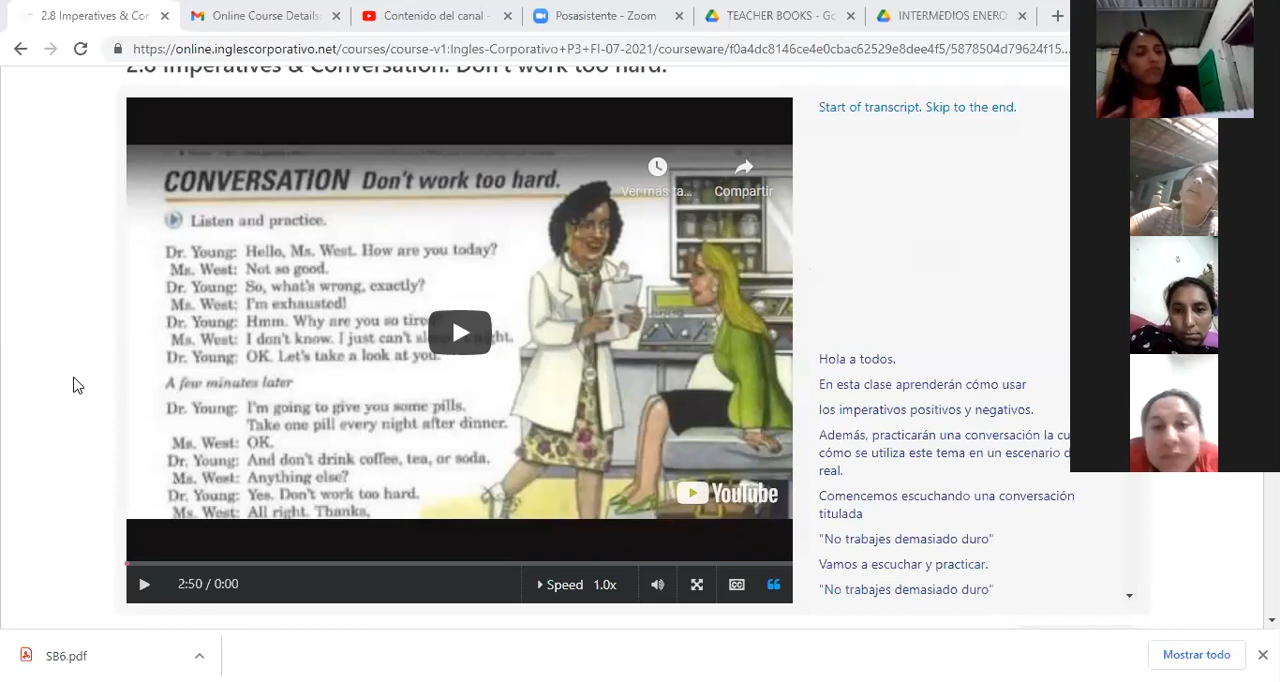 2.8 Imperatives & Cor
Online Course Details
Contenido del canal -
Posasistente - Zoom
TEACHER BOOKS - Go
INTERMEDIOS ENERO
https://online.inglescorporativo.net/courses/course-v1:Ingles-Corporativo+P3+FI-07-2021/courseware/f0a4dc8146ce4e0cbac62529e8dee4f5/5878504d79624f15...
2.8 Imperatives & Conversation: Don't work too hard.
CONVERSATION Don't work too hard.
Ver más ta...
Compartir
Listen and practice.
Dr. Young: Hello, Ms. West. How are you today?
Ms. West: Not so good.
Dr. Young: So, what's wrong, exactly?
Ms. West: I'm exhausted!
Dr. Young: Hmm. Why are you so tire
Ms. West: I don't know. I just can't night.
Dr. Young: OK. Let's take a look at you.
A few minutes later
Dr. Young: I'm going to give you some pills.
Take one pill every night after dinner.
Ms. West: OK.
Dr. Young: And don't drink coffee, tea, or soda.
Ms. West: Anything else?
Dr. Young: Yes. Don't work too hard.
Ms. West: All right. Thanks,
YouTube
2:50 / 0:00
Speed 1.0x
Start of transcript. Skip to the end.
Hola a todos.
En esta clase aprenderán cómo usar
los imperativos positivos y negativos.
Además, practicarán una conversación la cu
cómo se utiliza este tema en un escenario d
real.
Comencemos escuchando una conversación
titulada
"No trabajes demasiado duro"
Vamos a escuchar y practicar.
"No trabajes demasiado duro"
SB6.pdf
Mostrar todo